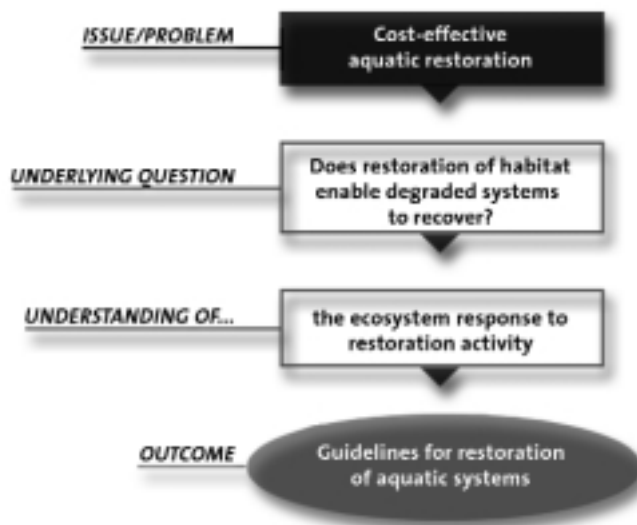 ISSUE/PROBLEM
Cost-effective
aquatic restoration
UNDERLYING QUESTION
Does restoration of habitat
enable degraded systems
to recover?
UNDERSTANDING OF...
the ecosystem response to
restoration activity
OUTCOME
Guidelines for restoration
of aquatic systems